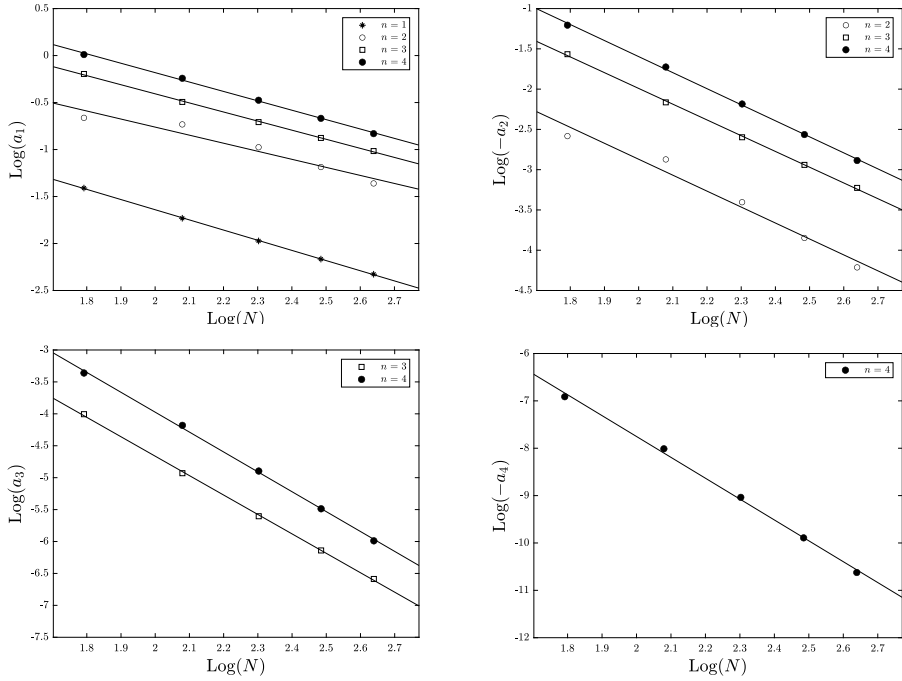 0.5
0
-0.5
-1
-1.5
-2
-2.5
Log(a₁)
1.8 1.9 2 2.1 2.2 2.3 2.4 2.5 2.6 2.7
Log(N)
n = 1
n = 2
n = 3
n = 4
-1
-1.5
-2
-2.5
-3
-3.5
-4
-4.5
Log(−a₂)
1.8 1.9 2 2.1 2.2 2.3 2.4 2.5 2.6 2.7
Log(N)
n = 2
n = 3
n = 4
-3
-3.5
-4
-4.5
-5
-5.5
-6
-6.5
-7
-7.5
Log(a₃)
1.8 1.9 2 2.1 2.2 2.3 2.4 2.5 2.6 2.7
Log(N)
n = 3
n = 4
-6
-7
-8
-9
-10
-11
-12
Log(−a₄)
1.8 1.9 2 2.1 2.2 2.3 2.4 2.5 2.6 2.7
Log(N)
n = 4